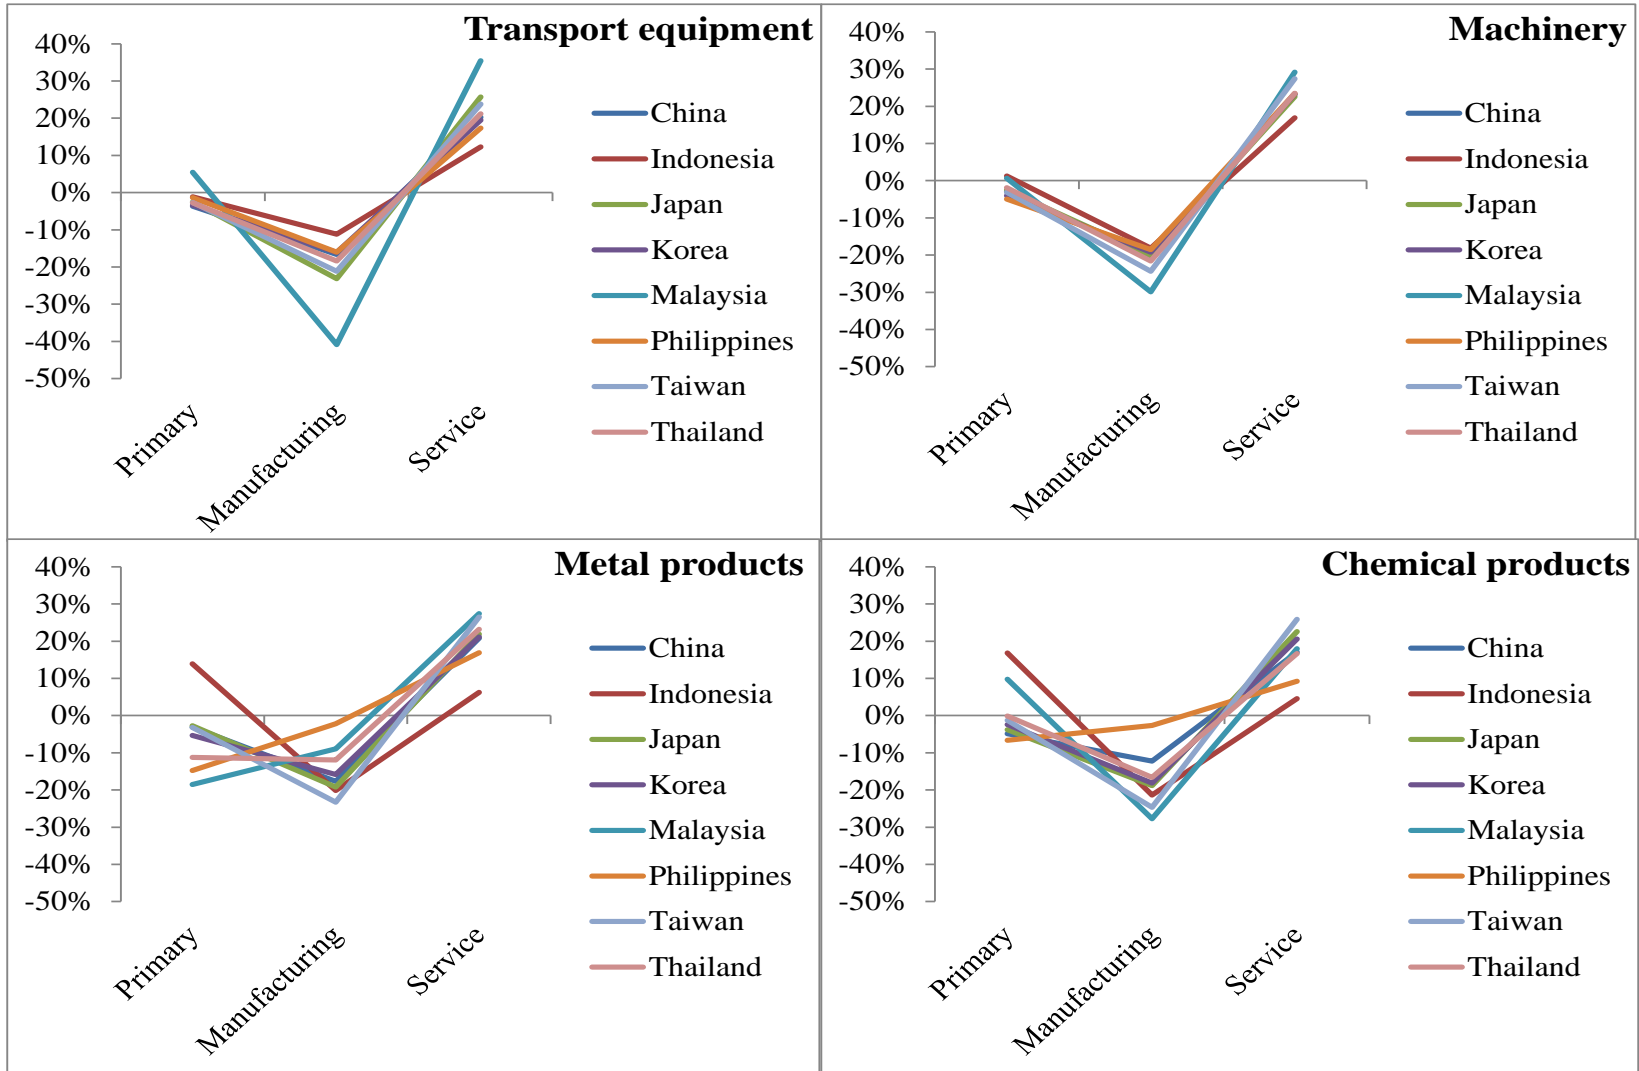 Transport equipment
40%
30%
20%
10%
0%
-10%
-20%
-30%
-40%
-50%
Primary
Manufacturing
Service
China
Indonesia
Japan
Korea
Malaysia
Philippines
Taiwan
Thailand
Machinery
40%
30%
20%
10%
0%
-10%
-20%
-30%
-40%
-50%
Primary
Manufacturing
Service
China
Indonesia
Japan
Korea
Malaysia
Philippines
Taiwan
Thailand
Metal products
40%
30%
20%
10%
0%
-10%
-20%
-30%
-40%
-50%
Primary
Manufacturing
Service
China
Indonesia
Japan
Korea
Malaysia
Philippines
Taiwan
Thailand
Chemical products
40%
30%
20%
10%
0%
-10%
-20%
-30%
-40%
-50%
Primary
Manufacturing
Service
China
Indonesia
Japan
Korea
Malaysia
Philippines
Taiwan
Thailand